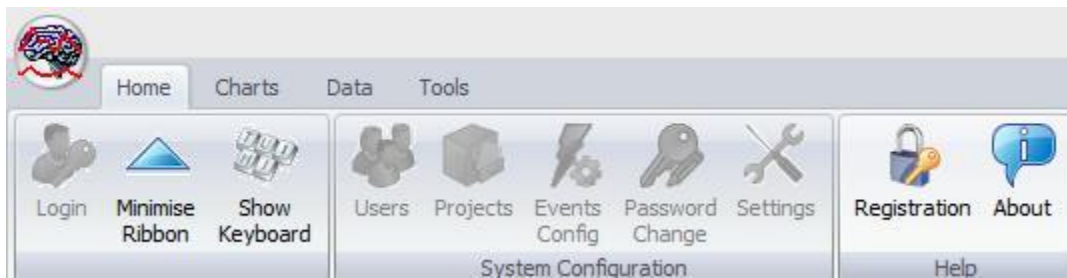 Home Charts Data Tools
Login Minimise Ribbon Show Keyboard Users Projects Events Config Password Change Settings Registration About
System Configuration Help